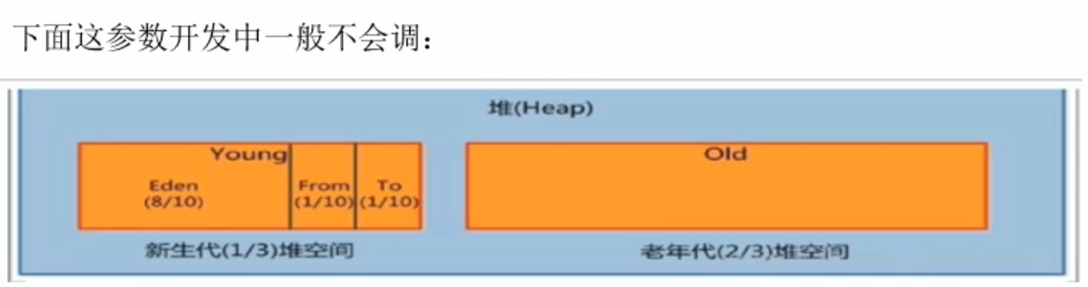 下面这参数开发中一般不会调：
堆(Heap)
Young
Eden
(8/10)
From
(1/10)
To
(1/10)
Old
新生代(1/3)堆空间
老年代(2/3)堆空间